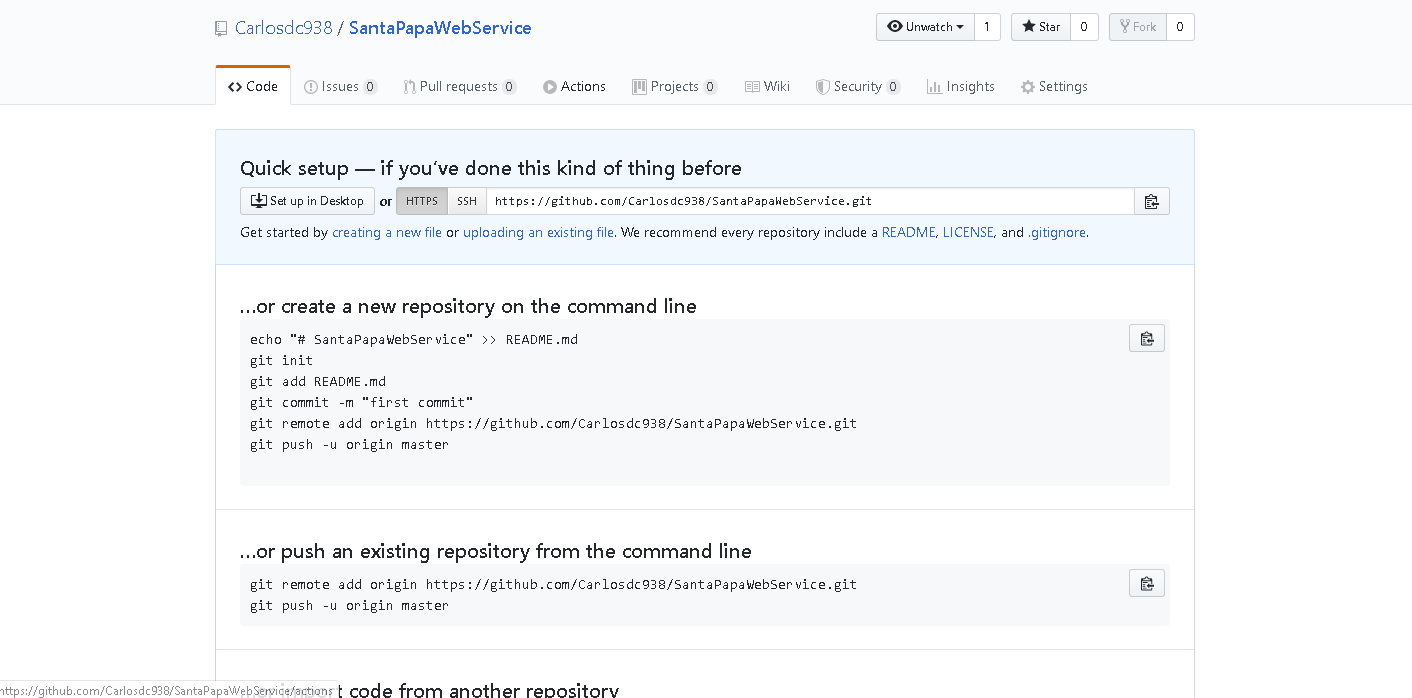 Carlosdc938 / SantaPapaWebService
Unwatch 1 Star 0 Fork 0
Code Issues 0 Pull requests 0 Actions Projects 0 Wiki Security 0 Insights Settings
Quick setup — if you’ve done this kind of thing before
Set up in Desktop or HTTPS SSH https://github.com/Carlosdc938/SantaPapaWebService.git
Get started by creating a new file or uploading an existing file. We recommend every repository include a README, LICENSE, and .gitignore.
…or create a new repository on the command line
echo "# SantaPapaWebService" >> README.md
git init
git add README.md
git commit -m "first commit"
git remote add origin https://github.com/Carlosdc938/SantaPapaWebService.git
git push -u origin master
…or push an existing repository from the command line
git remote add origin https://github.com/Carlosdc938/SantaPapaWebService.git
git push -u origin master
…or import code from another repository
https://github.com/Carlosdc938/SantaPapaWebService/actions